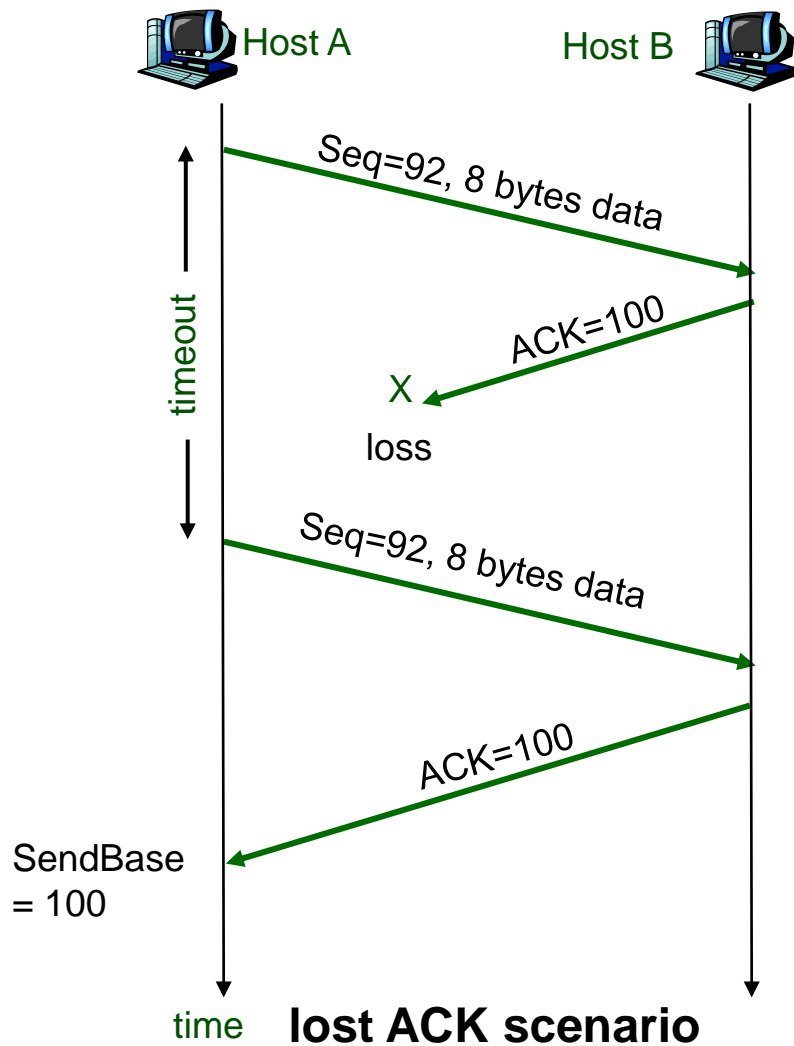 Host A
Host B
Seq=92, 8 bytes data
timeout
ACK=100
X
loss
Seq=92, 8 bytes data
ACK=100
SendBase
= 100
time
lost ACK scenario